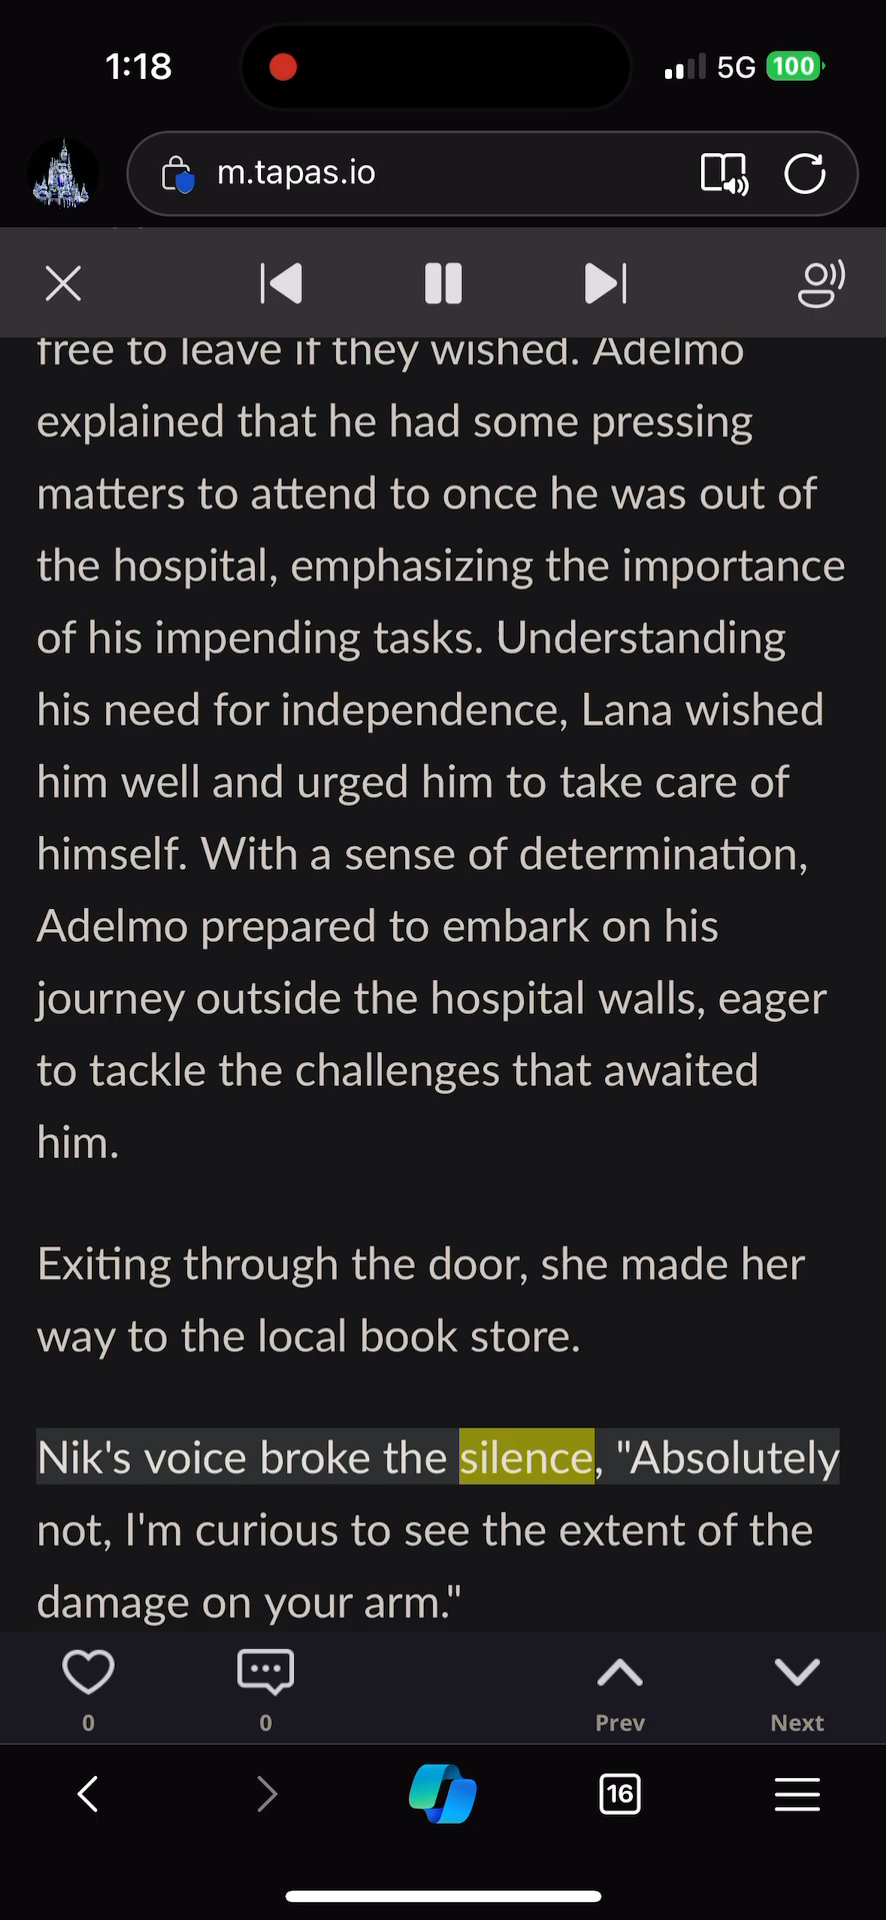 1:18
5G 100
m.tapas.io
free to leave if they wished. Adelmo
explained that he had some pressing
matters to attend to once he was out of
the hospital, emphasizing the importance
of his impending tasks. Understanding
his need for independence, Lana wished
him well and urged him to take care of
himself. With a sense of determination,
Adelmo prepared to embark on his
journey outside the hospital walls, eager
to tackle the challenges that awaited
him.
Exiting through the door, she made her
way to the local book store.
Nik's voice broke the silence, "Absolutely
not, I'm curious to see the extent of the
damage on your arm."
0 0 Prev Next
16